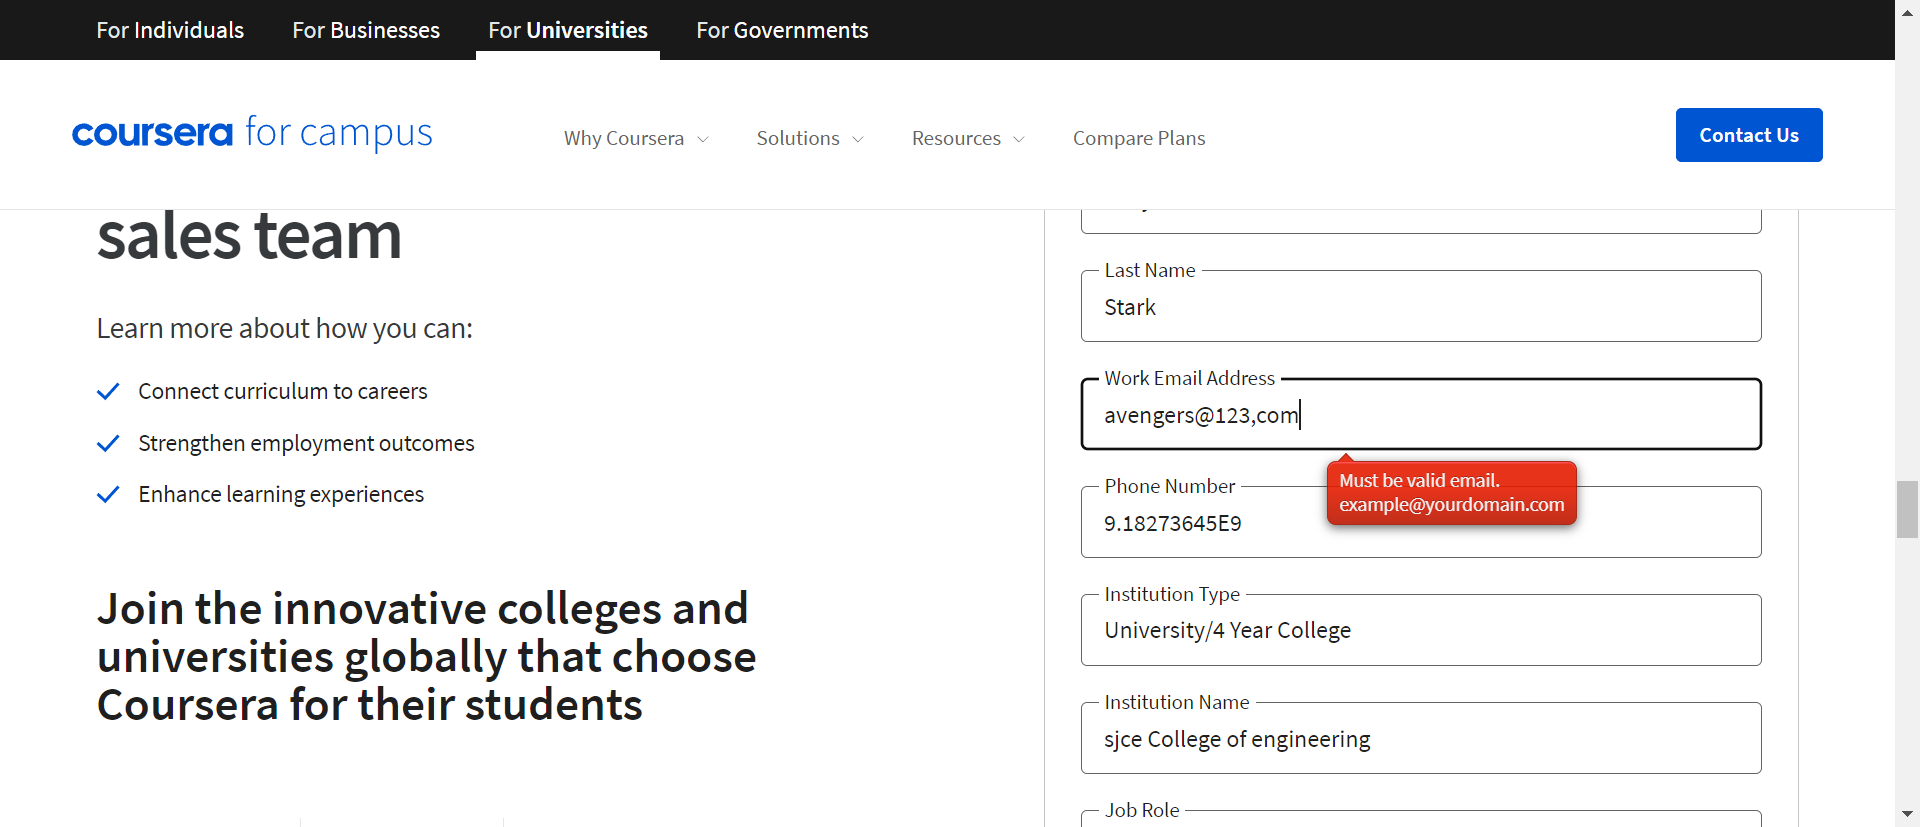 For Individuals
For Businesses
For Universities
For Governments
coursera for campus
Why Coursera
Solutions
Resources
Compare Plans
Contact Us
sales team
Learn more about how you can:
Connect curriculum to careers
Strengthen employment outcomes
Enhance learning experiences
Join the innovative colleges and
universities globally that choose
Coursera for their students
Last Name
Stark
Work Email Address
avengers@123,com
Must be valid email.
example@yourdomain.com
Phone Number
9.18273645E9
Institution Type
University/4 Year College
Institution Name
sjce College of engineering
Job Role